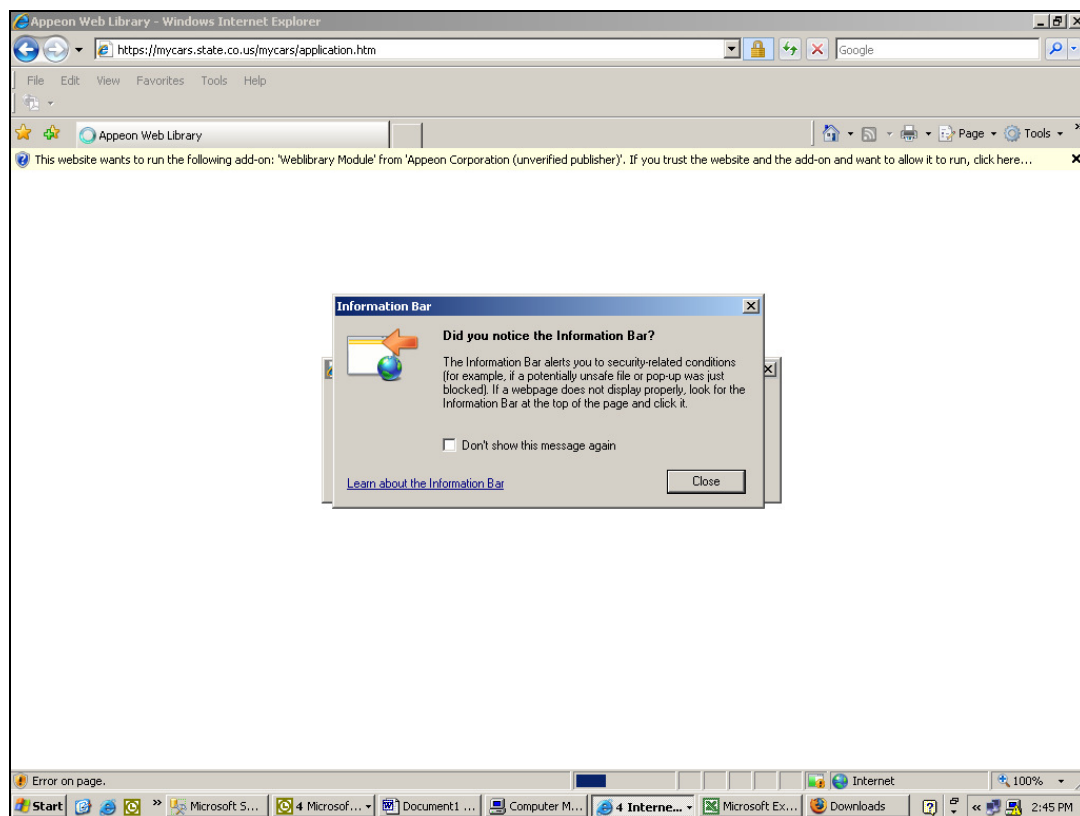 Appeon Web Library - Windows Internet Explorer
https://mycars.state.co.us/mycars/application.htm
Google
File Edit View Favorites Tools Help
Appeon Web Library
Page Tools
This website wants to run the following add-on: 'Weblibrary Module' from 'Appeon Corporation (unverified publisher)'. If you trust the website and the add-on and want to allow it to run, click here...
Information Bar
Did you notice the Information Bar?
The Information Bar alerts you to security-related conditions
(for example, if a potentially unsafe file or pop-up was just
blocked). If a webpage does not display properly, look for the
Information Bar at the top of the page and click it.
Don't show this message again
Learn about the Information Bar
Close
Error on page.
Internet
100%
Start
Microsoft S...
4 Microsof...
Document1 ...
Computer M...
4 Interne...
Microsoft Ex...
Downloads
2:45 PM